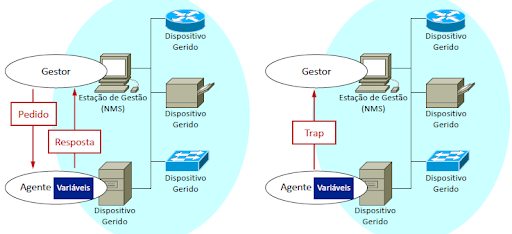 Dispositivo
Gerido
Gestor
Estação de Gestão
(NMS)
Dispositivo
Gerido
Pedido
Resposta
Dispositivo
Gerido
Agente
Variáveis
Dispositivo
Gerido
Dispositivo
Gerido
Gestor
Estação de Gestão
(NMS)
Dispositivo
Gerido
Trap
Dispositivo
Gerido
Agente
Variáveis
Dispositivo
Gerido